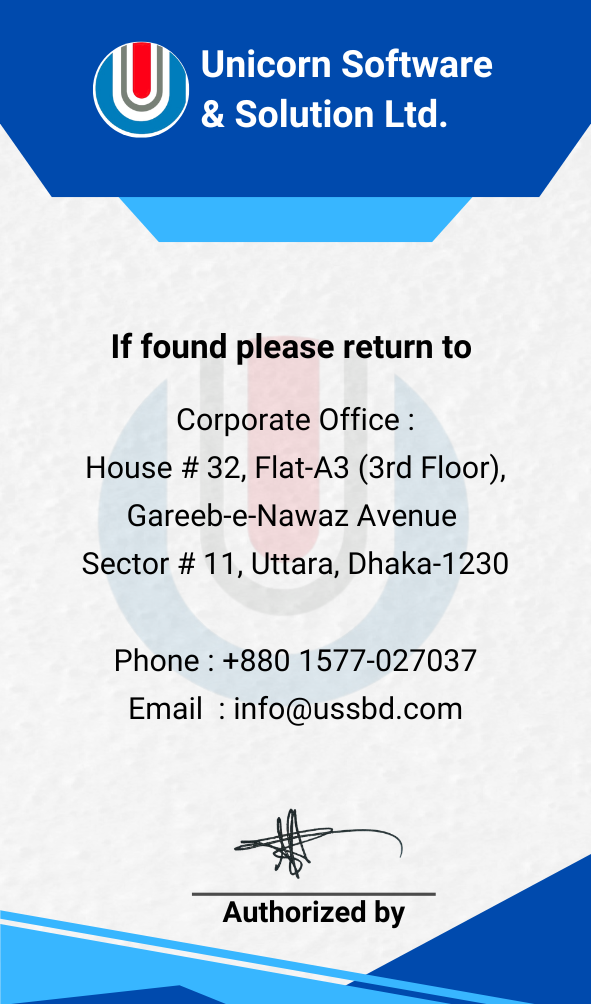 Unicorn Software
& Solution Ltd.
If found please return to
Corporate Office :
House # 32, Flat-A3 (3rd Floor),
Gareeb-e-Nawaz Avenue
Sector # 11, Uttara, Dhaka-1230
Phone : +880 1577-027037
Email  : info@ussbd.com
Authorized by